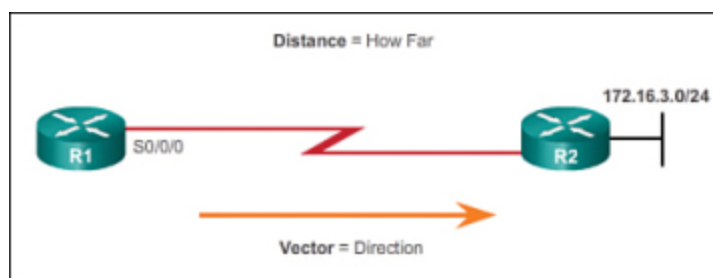 Distance = How Far
172.16.3.0/24
R1
S0/0/0
R2
Vector = Direction